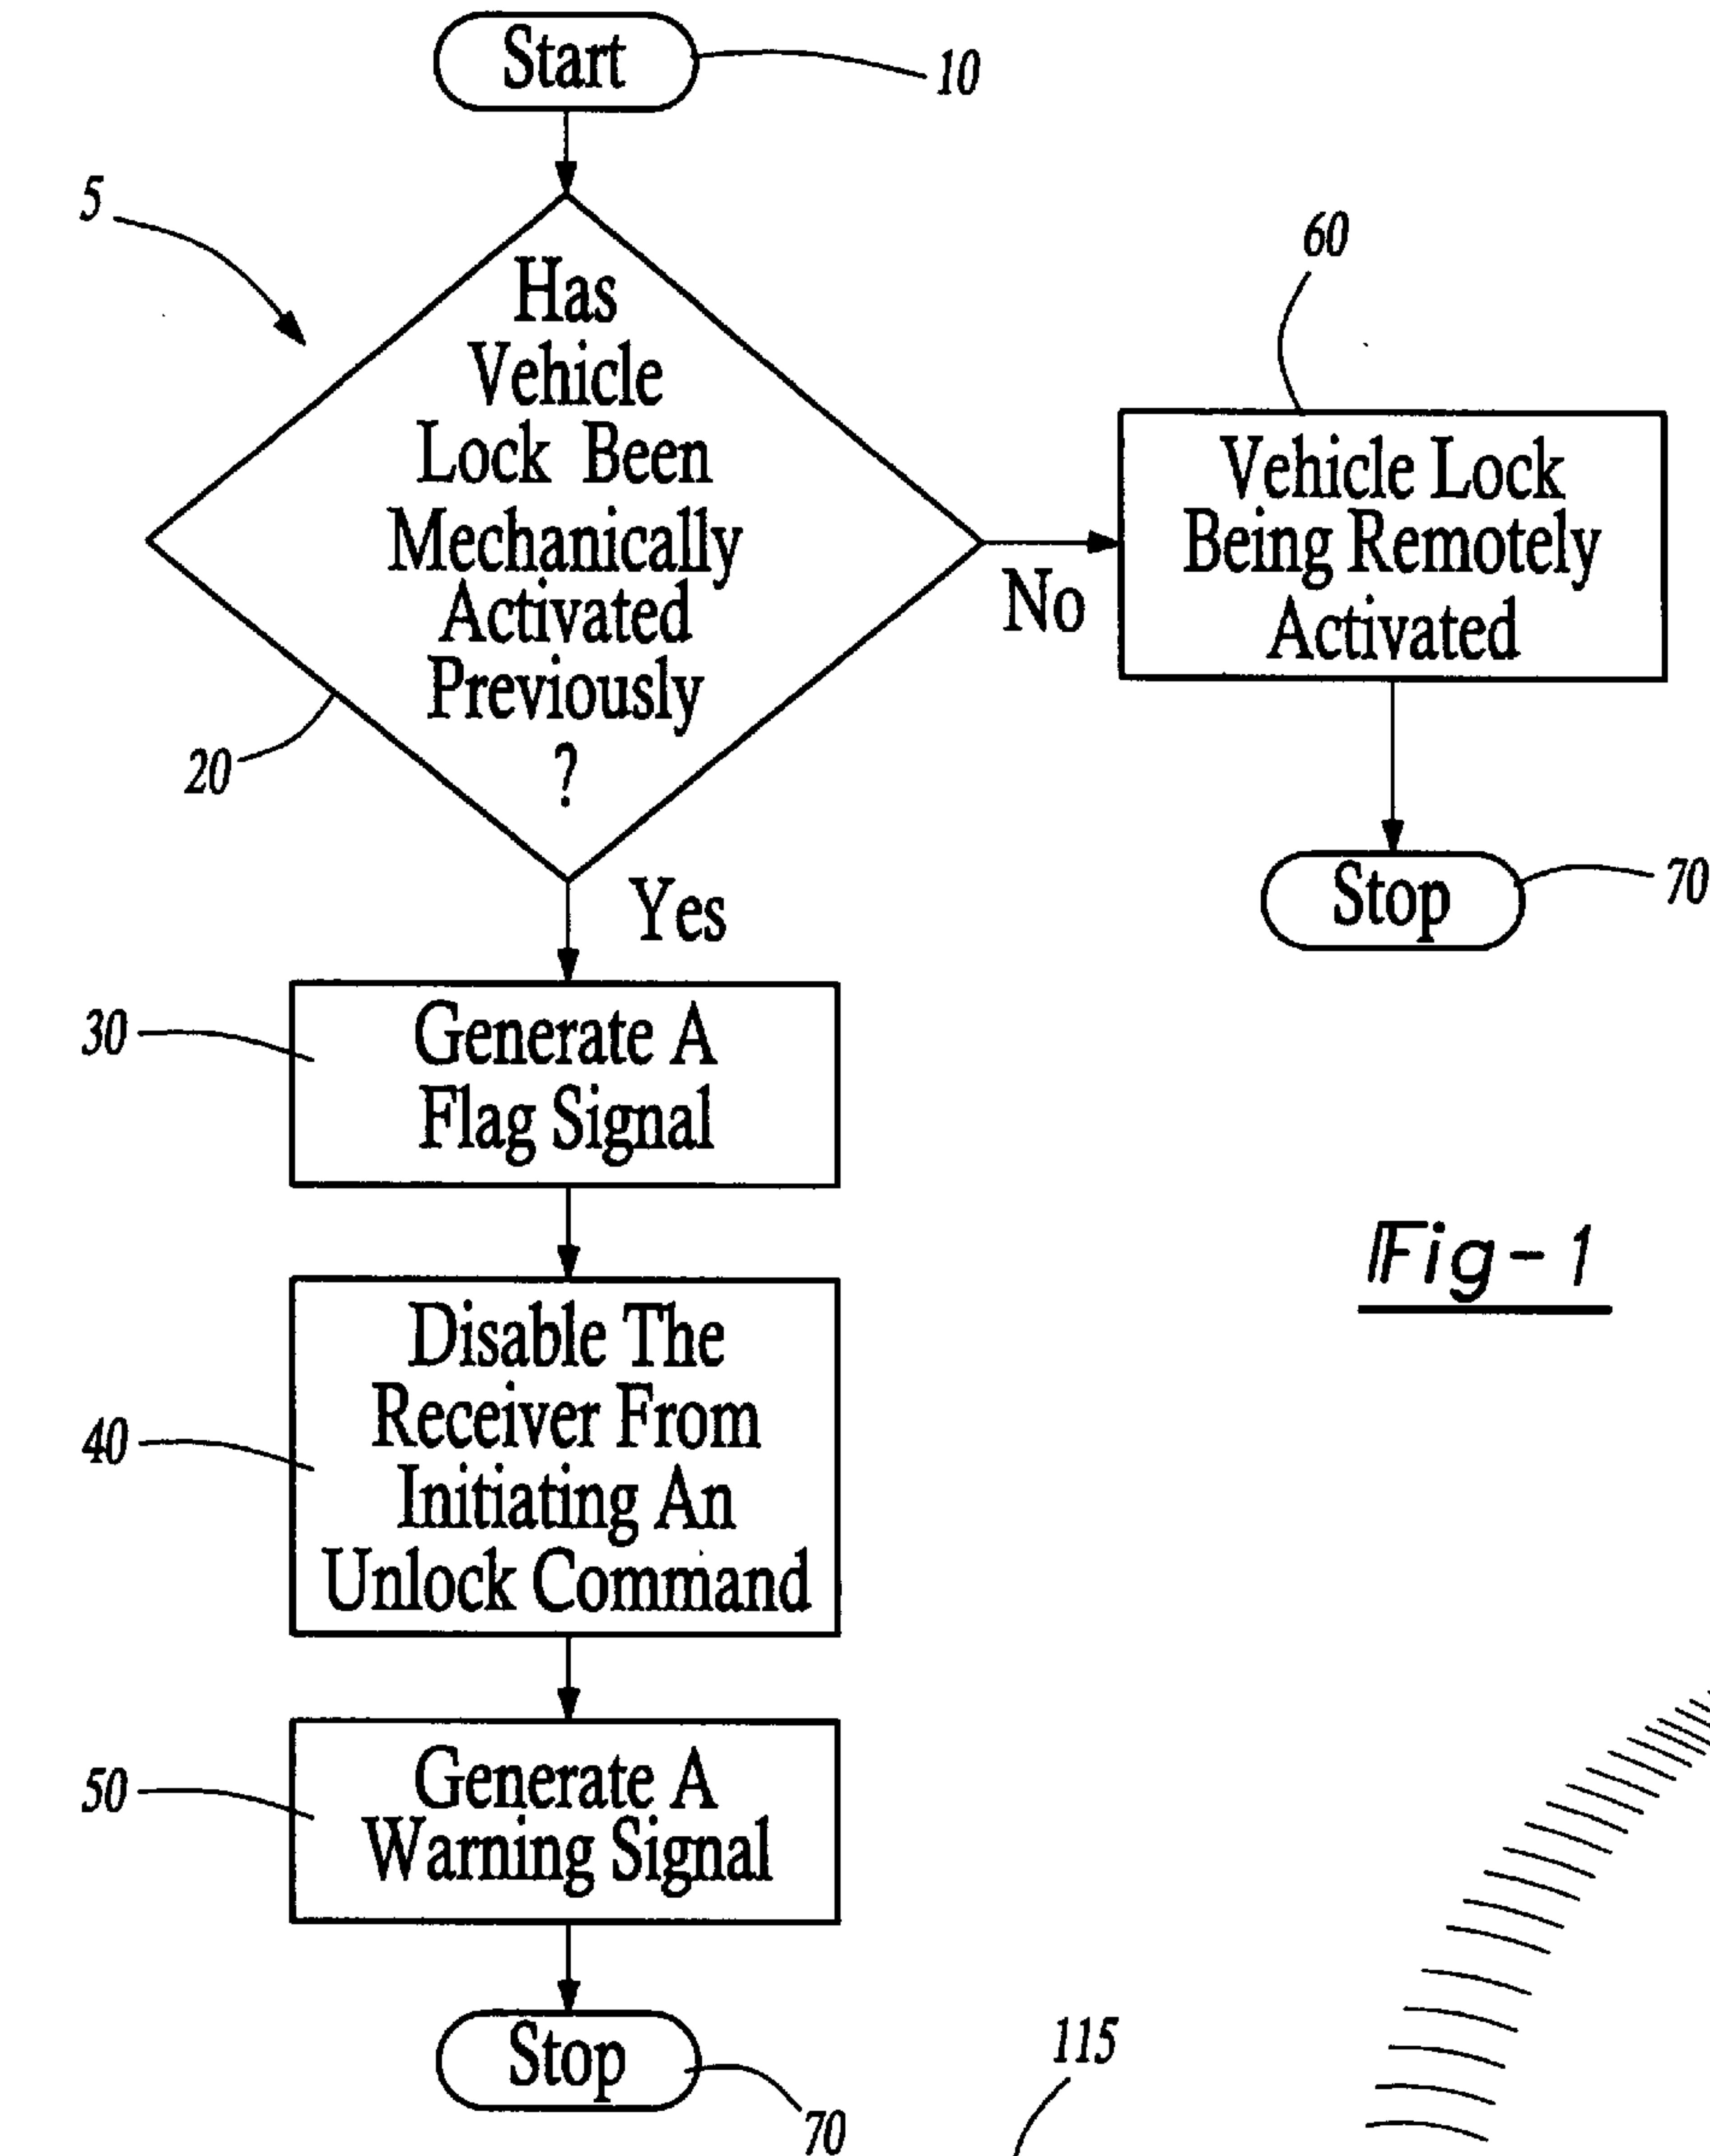 Start
10
5
Has
Vehicle
Lock Been
Mechanically
Activated
Previously
?
20
No
60
Vehicle Lock
Being Remotely
Activated
Stop
70
Yes
30
Generate A
Flag Signal
40
Disable The
Receiver From
Initiating An
Unlock Command
50
Generate A
Warning Signal
Stop
70
Fig-1
115